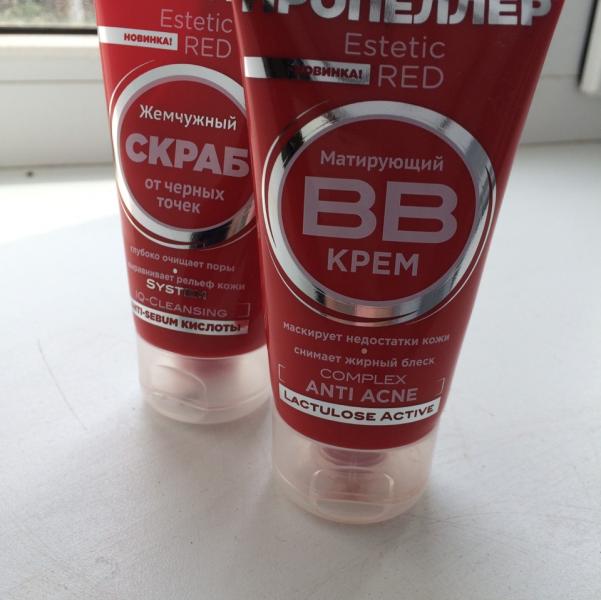 Estetic
RED
НОВИНКА!
Жемчужный
СКРАБ
от черных
точек
глубоко очищает поры
выравнивает рельеф кожи
SYSTEM
IQ-CLEANSING
ANTI-SEBUM КИСЛОТЫ
ПРОПЕЛЛЕР
Estetic
RED
НОВИНКА!
Матирующий
BB
КРЕМ
маскирует недостатки кожи
снимает жирный блеск
COMPLEX
ANTI ACNE
LACTULOSE ACTIVE